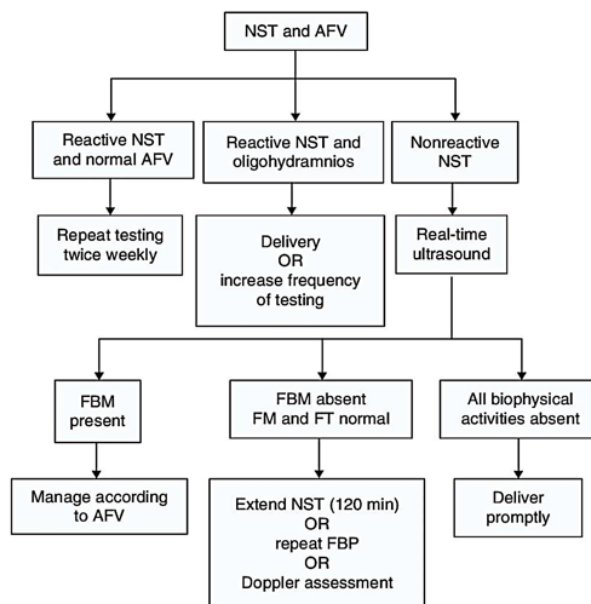 NST and AFV
Reactive NST
and normal AFV
Reactive NST and
oligohydramnios
Nonreactive
NST
Repeat testing
twice weekly
Delivery
OR
increase frequency
of testing
Real-time
ultrasound
FBM
present
FBM absent
FM and FT normal
All biophysical
activities absent
Manage according
to AFV
Extend NST (120 min)
OR
repeat FBP
OR
Doppler assessment
Deliver
promptly